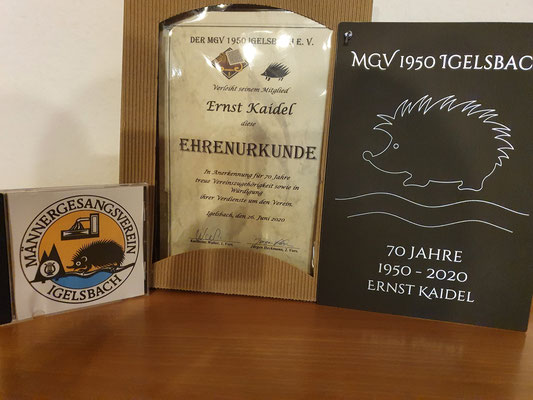 MÄNNERGESANGSVEREIN
IGELSBACH
DER MGV 1950 IGELSBACH E. V.
Verleiht seinem Mitglied
Ernst Kaidel
diese
EHRENURKUNDE
In Anerkennung für 70 Jahre
treue Vereinszugehörigkeit sowie in
Würdigung
ihrer Verdienste um den Verein.
Igelsbach, den 26. Juni 2020
MGV 1950 IGELSBAC
70 JAHRE
1950 - 2020
ERNST KAIDEL